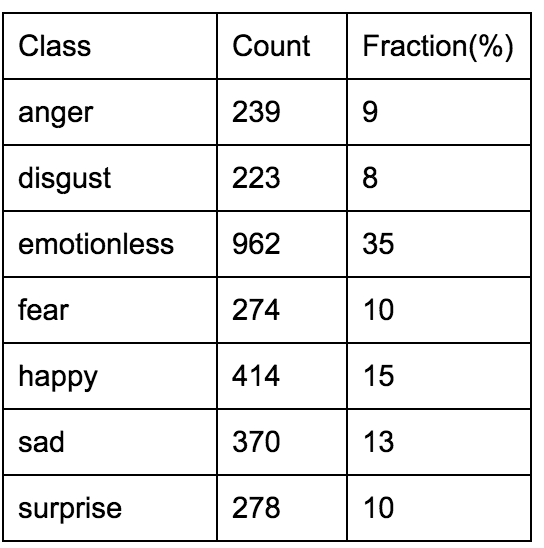 Class Count Fraction(%)
anger 239 9
disgust 223 8
emotionless 962 35
fear 274 10
happy 414 15
sad 370 13
surprise 278 10